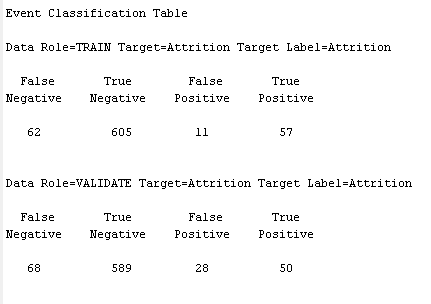 Event Classification Table
Data Role=TRAIN Target=Attrition Target Label=Attrition
False True False True
Negative Negative Positive Positive
62 605 11 57
Data Role=VALIDATE Target=Attrition Target Label=Attrition
False True False True
Negative Negative Positive Positive
68 589 28 50